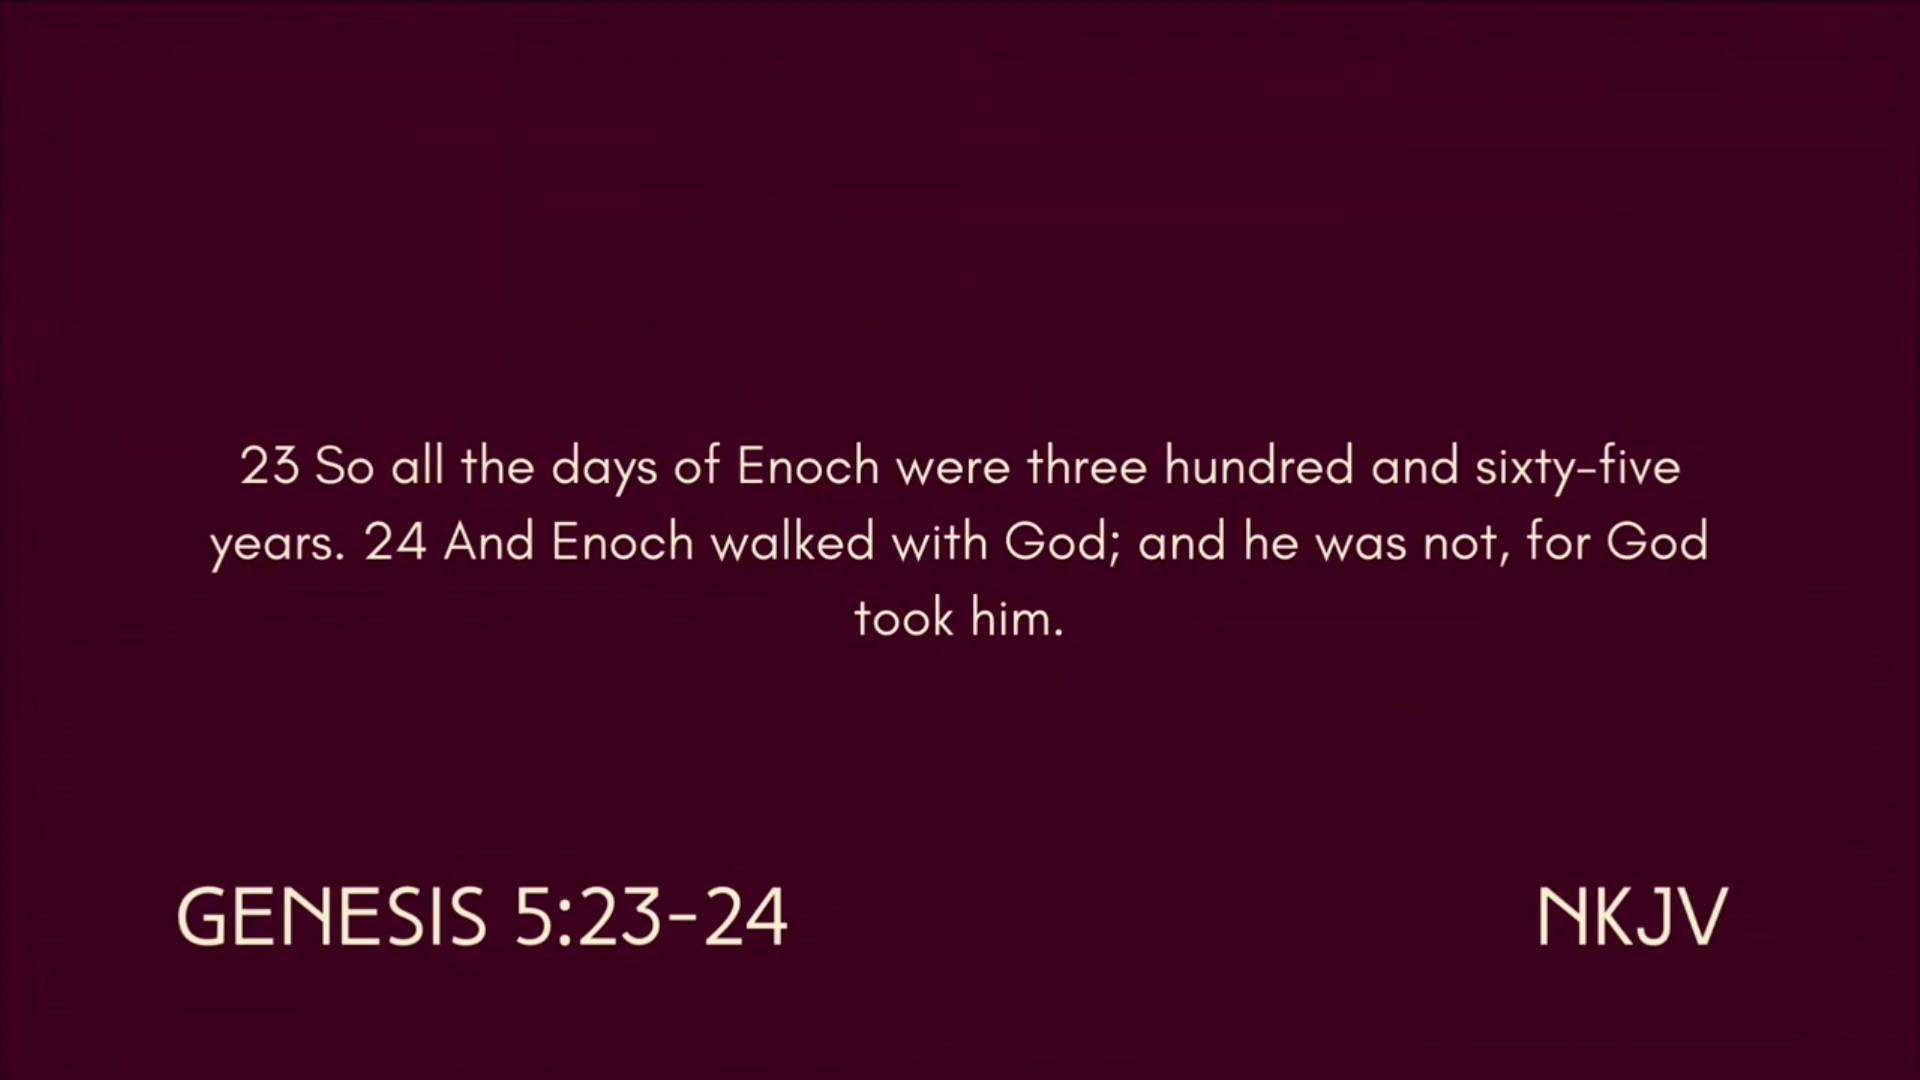 23 So all the days of Enoch were three hundred and sixty-five
years. 24 And Enoch walked with God; and he was not, for God
took him.
GENESIS 5:23-24
NKJV